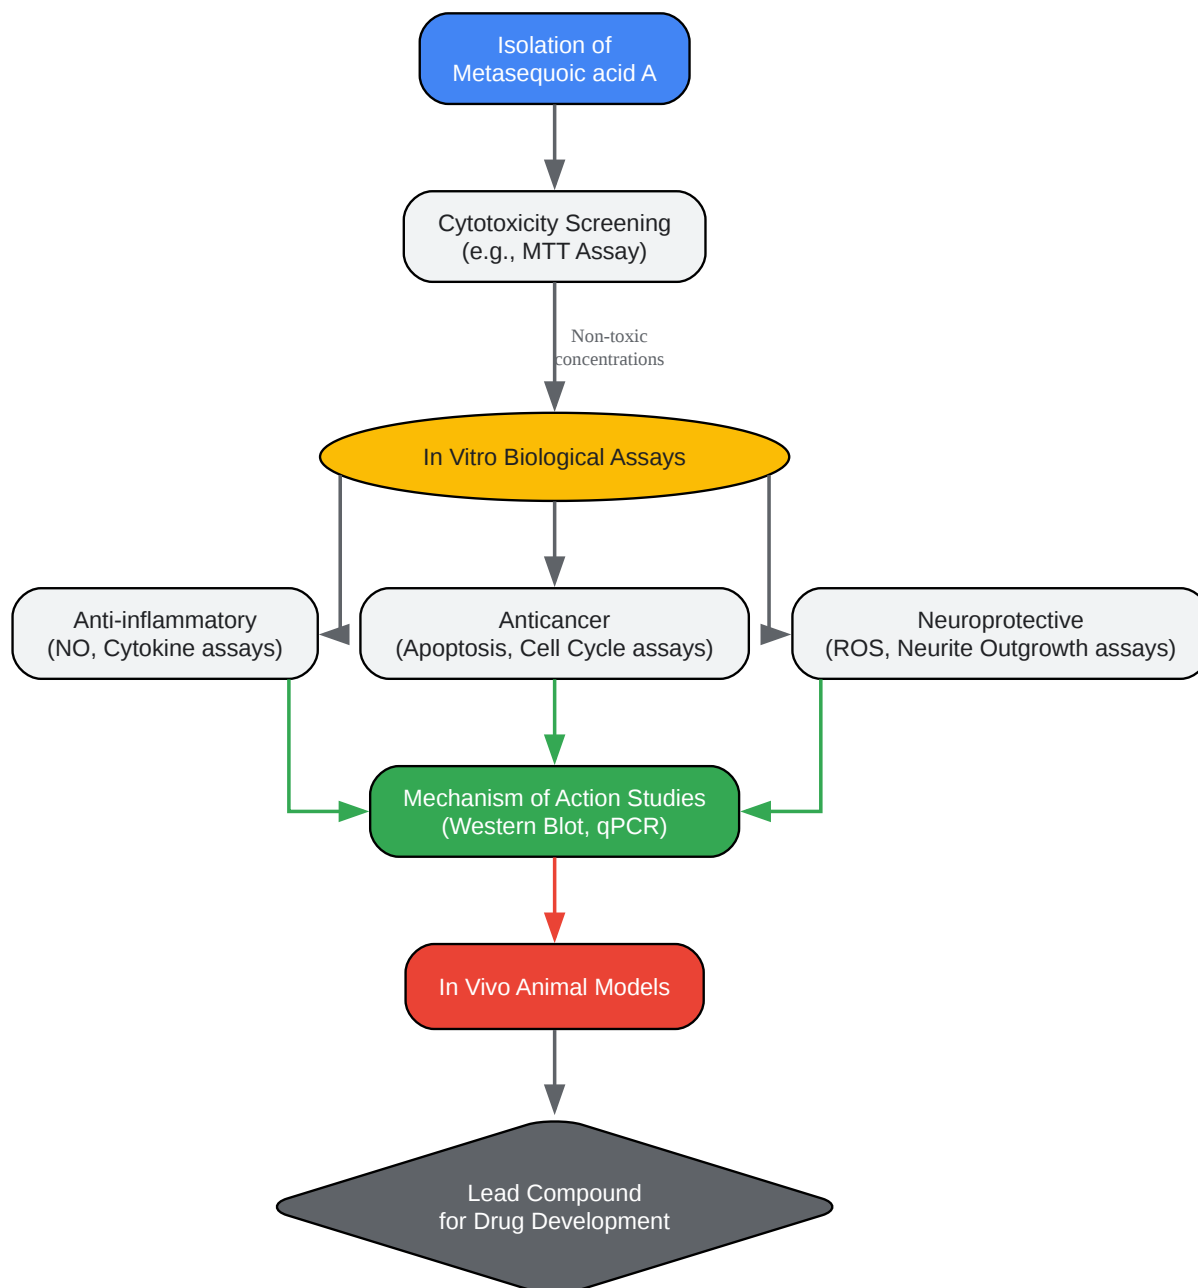 Isolation of
Metasequoic acid A
Cytotoxicity Screening
(e.g., MTT Assay)
Non-toxic
concentrations
In Vitro Biological Assays
Anti-inflammatory
(NO, Cytokine assays)
Anticancer
(Apoptosis, Cell Cycle assays)
Neuroprotective
(ROS, Neurite Outgrowth assays)
Mechanism of Action Studies
(Western Blot, qPCR)
In Vivo Animal Models
Lead Compound
for Drug Development